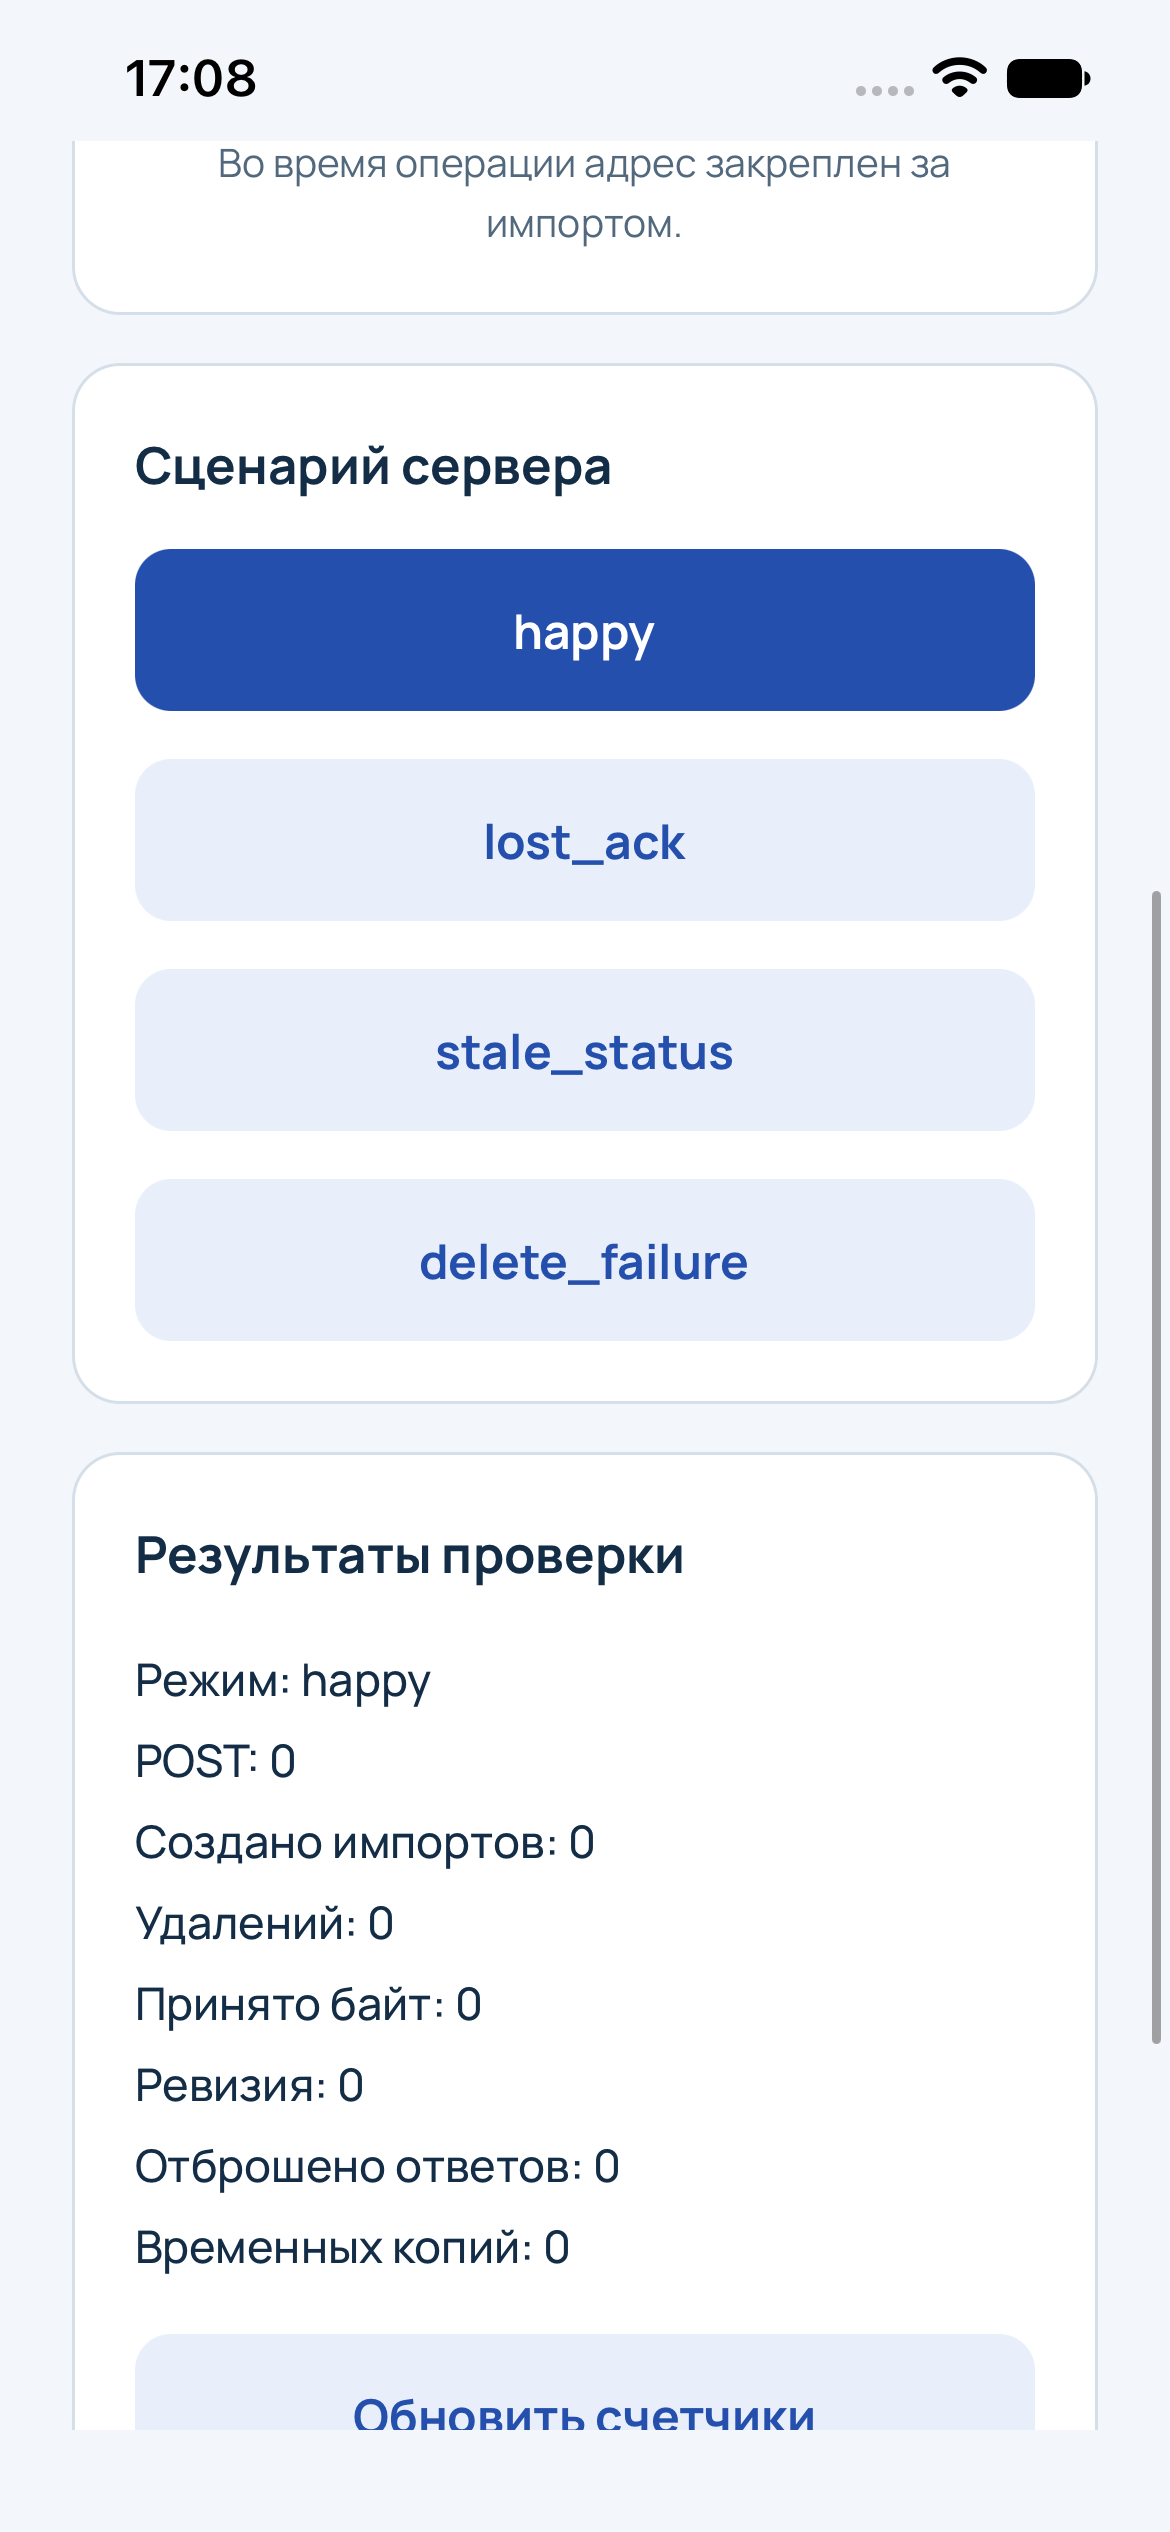 17:08
Во время операции адрес закреплен за
импортом.
Сценарий сервера
happy
lost_ack
stale_status
delete_failure
Результаты проверки
Режим: happy
POST: 0
Создано импортов: 0
Удалений: 0
Принято байт: 0
Ревизия: 0
Отброшено ответов: 0
Временных копий: 0
Обновить счетчики